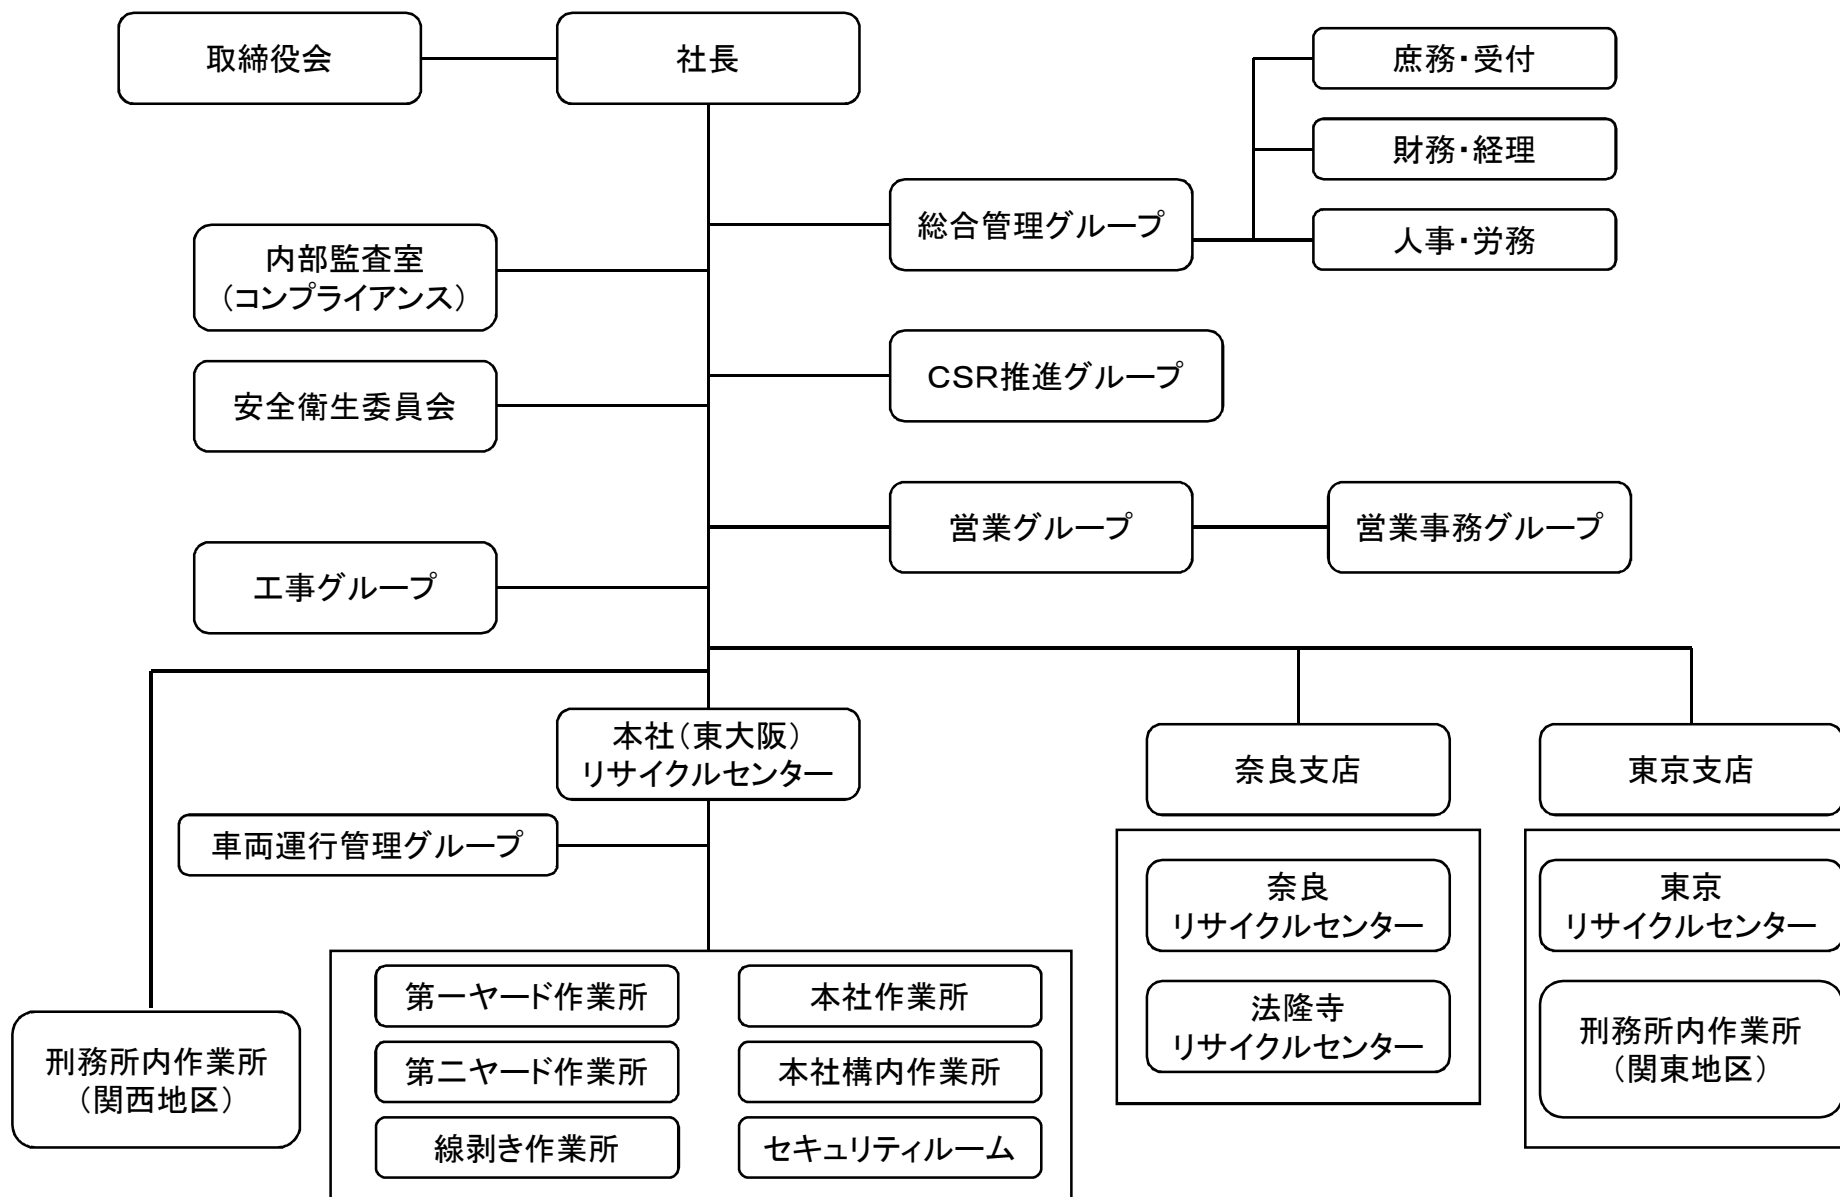 取締役会
社長
庶務・受付
財務・経理
総合管理グループ
人事・労務
内部監査室
（コンプライアンス）
CSR推進グループ
安全衛生委員会
営業グループ
営業事務グループ
工事グループ
本社（東大阪）
リサイクルセンター
奈良支店
東京支店
車両運行管理グループ
奈良
リサイクルセンター
東京
リサイクルセンター
第一ヤード作業所
本社作業所
法隆寺
リサイクルセンター
刑務所内作業所
（関東地区）
刑務所内作業所
（関西地区）
第二ヤード作業所
本社構内作業所
線剥き作業所
セキュリティルーム